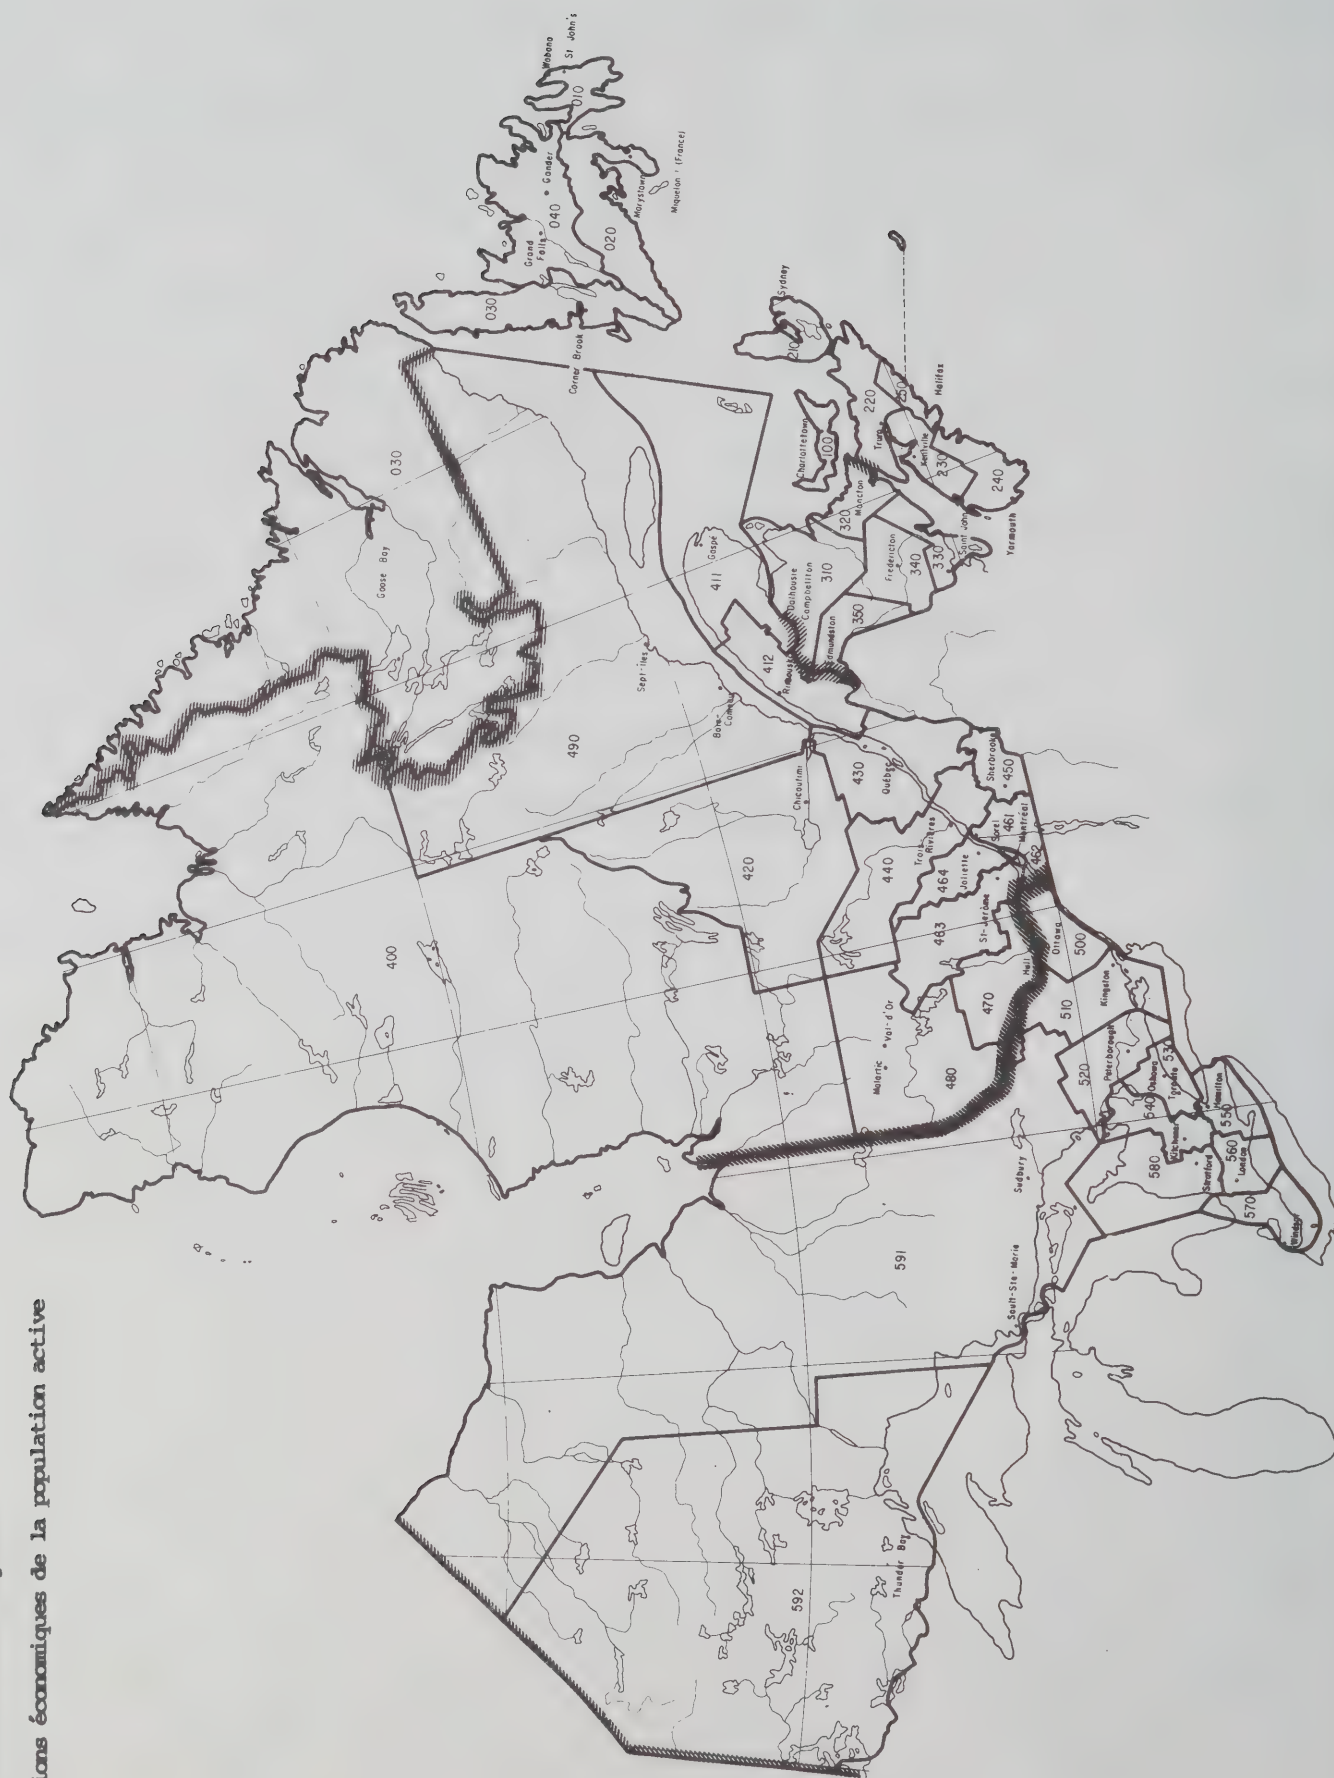 ions économiques de la population active
Wabana
St John's
010
Gander
040
Grand
Falls
020
Marystown
Miquelon (France)
030
Corner Brook
030
Goose Bay
Sydney
210
Charlottetown
100
220
Truro
250
Halifax
Kentville
230
240
Yarmouth
320
Moncton
Saint John
330
340
Fredericton
310
350
Dalhousie
Campbellton
Edmundston
411
Gaspé
412
Rimouski
Sept-Iles
Baie-
Comeau
490
400
420
Chicoutimi
430
Québec
440
Trois
Rivières
Sherbrooke
450
Sorel
461
Montréal
462
464
Joliette
463
St-Jérôme
Hull
Ottawa
500
470
480
Malartic
Val-d'Or
510
Kingston
520
Peterborough
530
Oshawa
Toronto
540
Hamilton
550
Kitchener
Stratford
560
London
570
Windsor
580
Sudbury
591
Sault-Ste-Marie
592
Thunder Bay